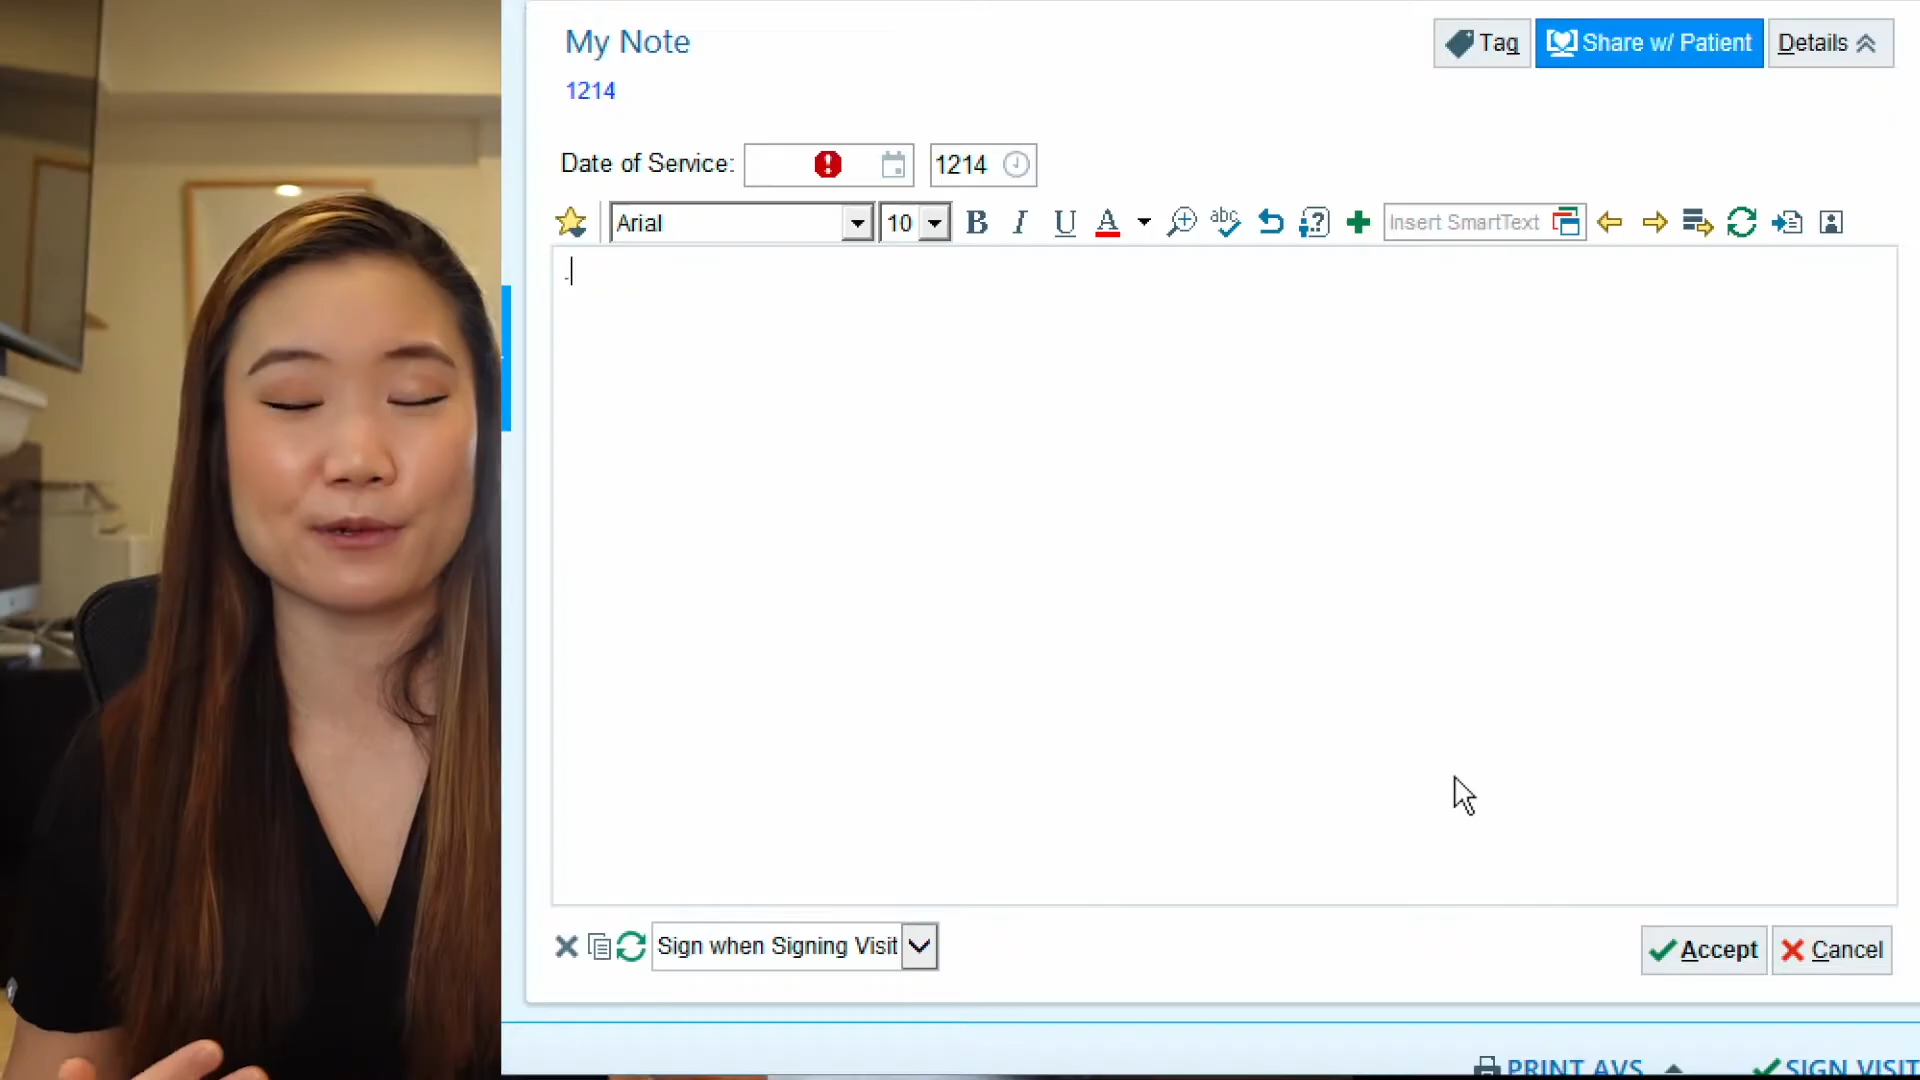 My Note
Tag
Share w/ Patient
Details
1214
Date of Service:
1214
Arial
10
B I U A
abc
Insert SmartText
.
Sign when Signing Visit
Accept
Cancel
PRINT AVS
SIGN VISIT